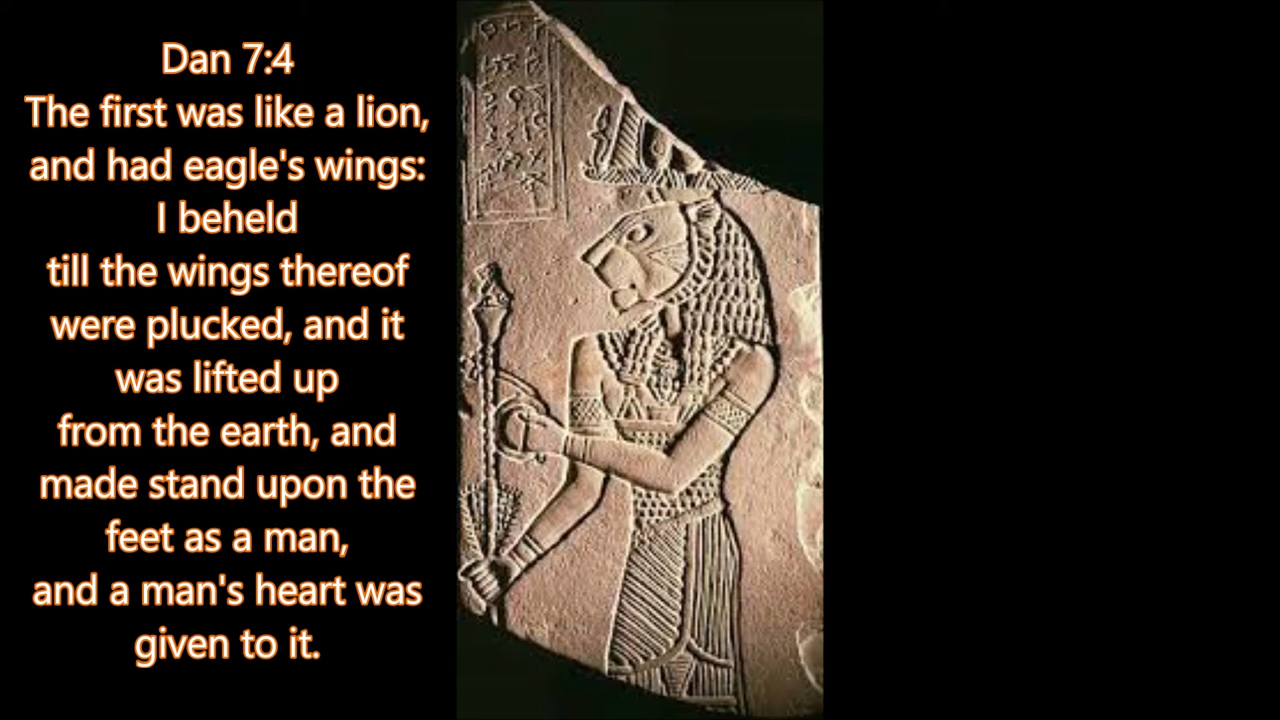 Dan 7:4
The first was like a lion,
and had eagle's wings:
I beheld
till the wings thereof
were plucked, and it
was lifted up
from the earth, and
made stand upon the
feet as a man,
and a man's heart was
given to it.